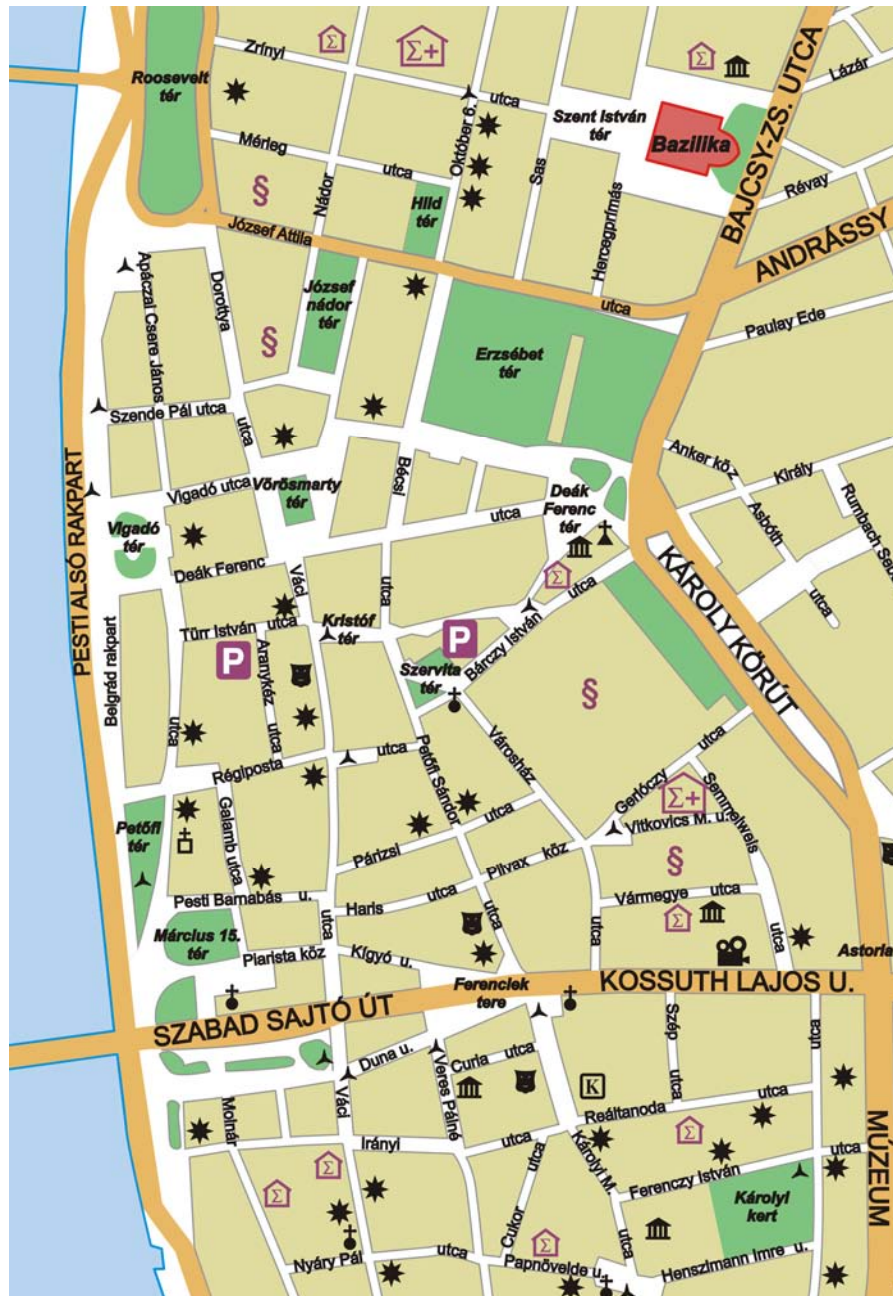 Zrínyi
Σ
Σ+
Σ
BAJCSY-ZS. UTCA
Lázár
Roosevelt
tér
utca
Október 6.
Szent István
tér
Bazilika
Mérleg
utca
Sas
Révay
§
Nádor
Hild
tér
Hercegprímás
ANDRÁSSY
József Attila
utca
Apáczai Csere János
Dorottya
József
nádor
tér
Erzsébet
tér
Paulay Ede
§
Szende Pál utca
utca
Anker köz
Király
Bécsi
Vigadó utca
Vörösmarty
tér
Deák
Ferenc
tér
Asbóth
Rumbach Seb
PESTI ALSÓ RAKPART
Vigadó
tér
utca
Deák Ferenc
Váci
utca
Σ
utca
KÁROLY KÖRÚT
utca
Türr István utca
Kristóf
tér
P
P
Aranykéz
Bárczy István
Szervita
tér
§
Belgrád rakpart
utca
utca
Régiposta
utca
Petőfi Sándor
Városház
utca
Gerlóczy
Semmelweis
Σ+
Petőfi
tér
Galamb utca
utca
Vitkovics M. u.
Párizsi
Pilvax köz
§
Pesti Barnabás u.
Haris
utca
utca
Vármegye utca
Március 15.
tér
utca
utca
Σ
Piarista köz
Kígyó u.
Astoria
Ferenciek
tere
KOSSUTH LAJOS U.
SZABAD SAJTÓ ÚT
Szép
utca
Duna u.
Curia utca
utca
Veres Pálné
K
Váci
Molnár
Reáltanoda utca
MÚZEUM
Irányi
utca
Károlyi M.
Σ
utca
Σ
Σ
Cukor
utca
Ferenczy István
Károlyi
kert
utca
Σ
Nyáry Pál
utca
Papnövelde u.
Henszlmann Imre u.